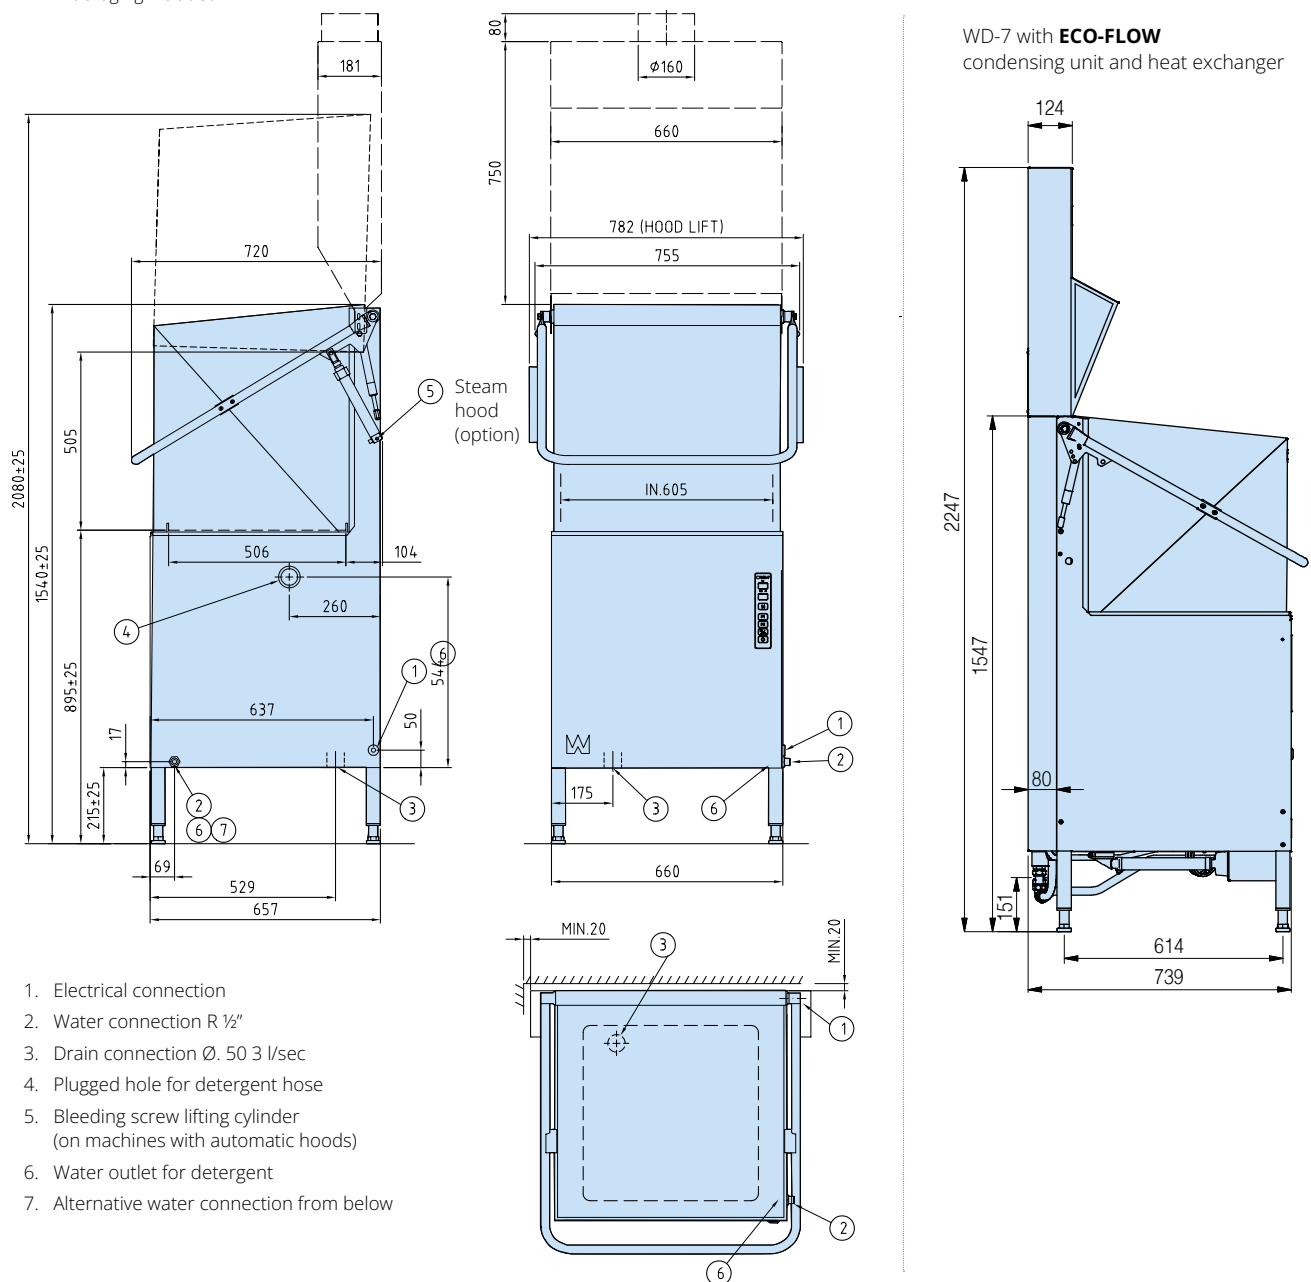 80
181
Ø160
660
750
782 (HOOD LIFT)
755
720
5
Steam
hood
(option)
505
2080±25
1540±25
IN.605
506
104
260
4
1
6
637
50
895±25
17
215±25
2
6
7
3
69
529
657
1
2
175
3
6
660
MIN.20
MIN.20
3
1
2
6
WD-7 with ECO-FLOW
condensing unit and heat exchanger
124
2247
1547
80
151
614
739
1. Electrical connection
2. Water connection R ½"
3. Drain connection Ø. 50 3 l/sec
4. Plugged hole for detergent hose
5. Bleeding screw lifting cylinder
(on machines with automatic hoods)
6. Water outlet for detergent
7. Alternative water connection from below